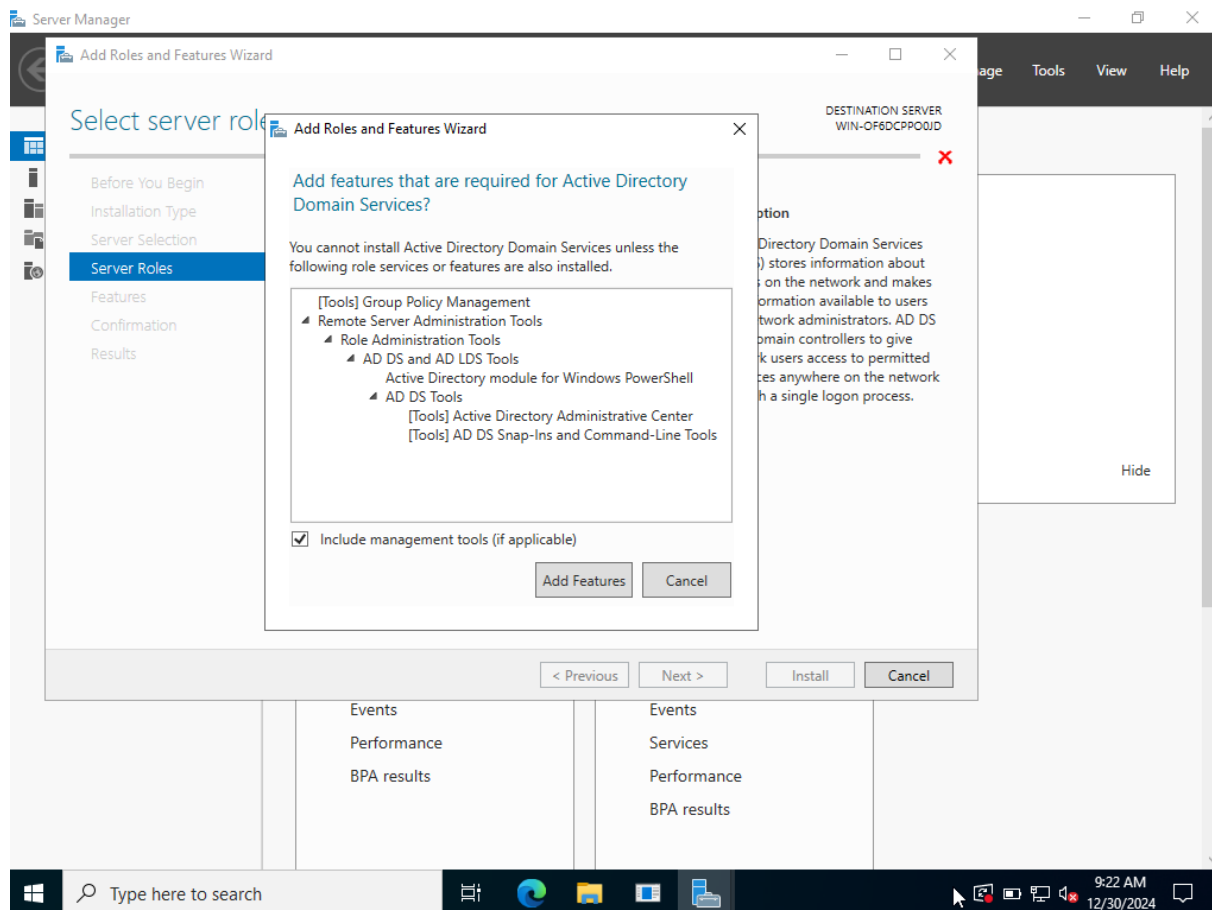 Server Manager
Add Roles and Features Wizard
Tools
View
Help
DESTINATION SERVER
WIN-OF6DCPPO0JD
Select server role
Before You Begin
Installation Type
Server Selection
Server Roles
Features
Confirmation
Results
Add Roles and Features Wizard
Add features that are required for Active Directory
Domain Services?
You cannot install Active Directory Domain Services unless the
following role services or features are also installed.
[Tools] Group Policy Management
Remote Server Administration Tools
Role Administration Tools
AD DS and AD LDS Tools
Active Directory module for Windows PowerShell
AD DS Tools
[Tools] Active Directory Administrative Center
[Tools] AD DS Snap-Ins and Command-Line Tools
Include management tools (if applicable)
Add Features
Cancel
Directory Domain Services
) stores information about
on the network and makes
ormation available to users
twork administrators. AD DS
omain controllers to give
k users access to permitted
ces anywhere on the network
h a single logon process.
Hide
< Previous
Next >
Install
Cancel
Events
Performance
BPA results
Events
Services
Performance
BPA results
Type here to search
9:22 AM
12/30/2024